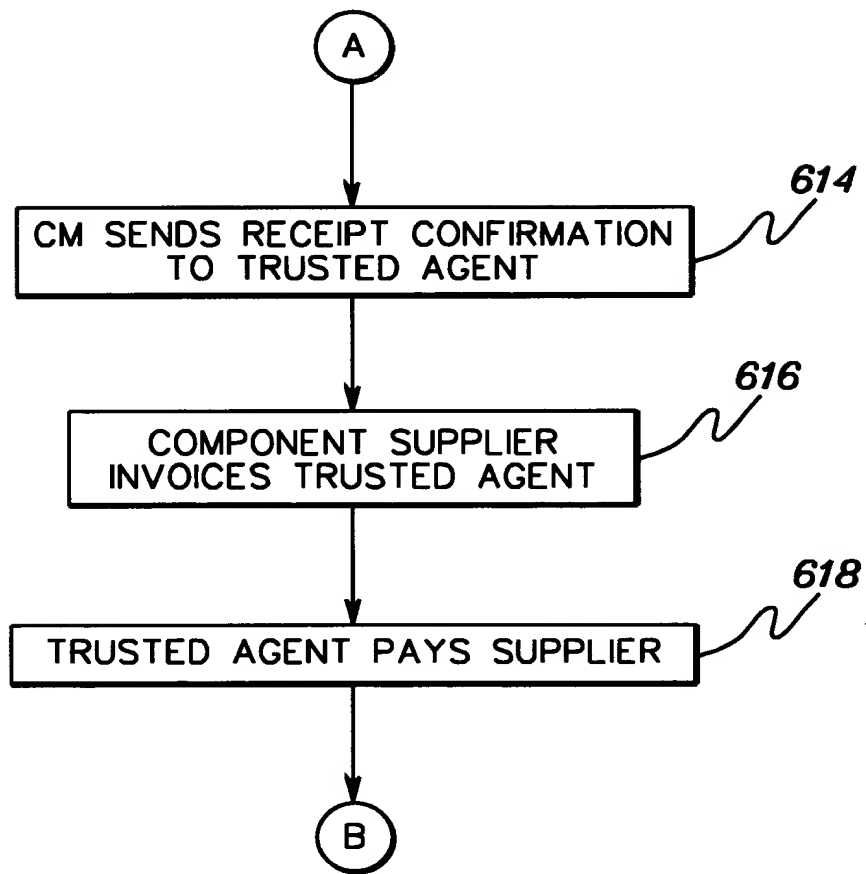 A
614
CM SENDS RECEIPT CONFIRMATION
TO TRUSTED AGENT
616
COMPONENT SUPPLIER
INVOICES TRUSTED AGENT
618
TRUSTED AGENT PAYS SUPPLIER
B